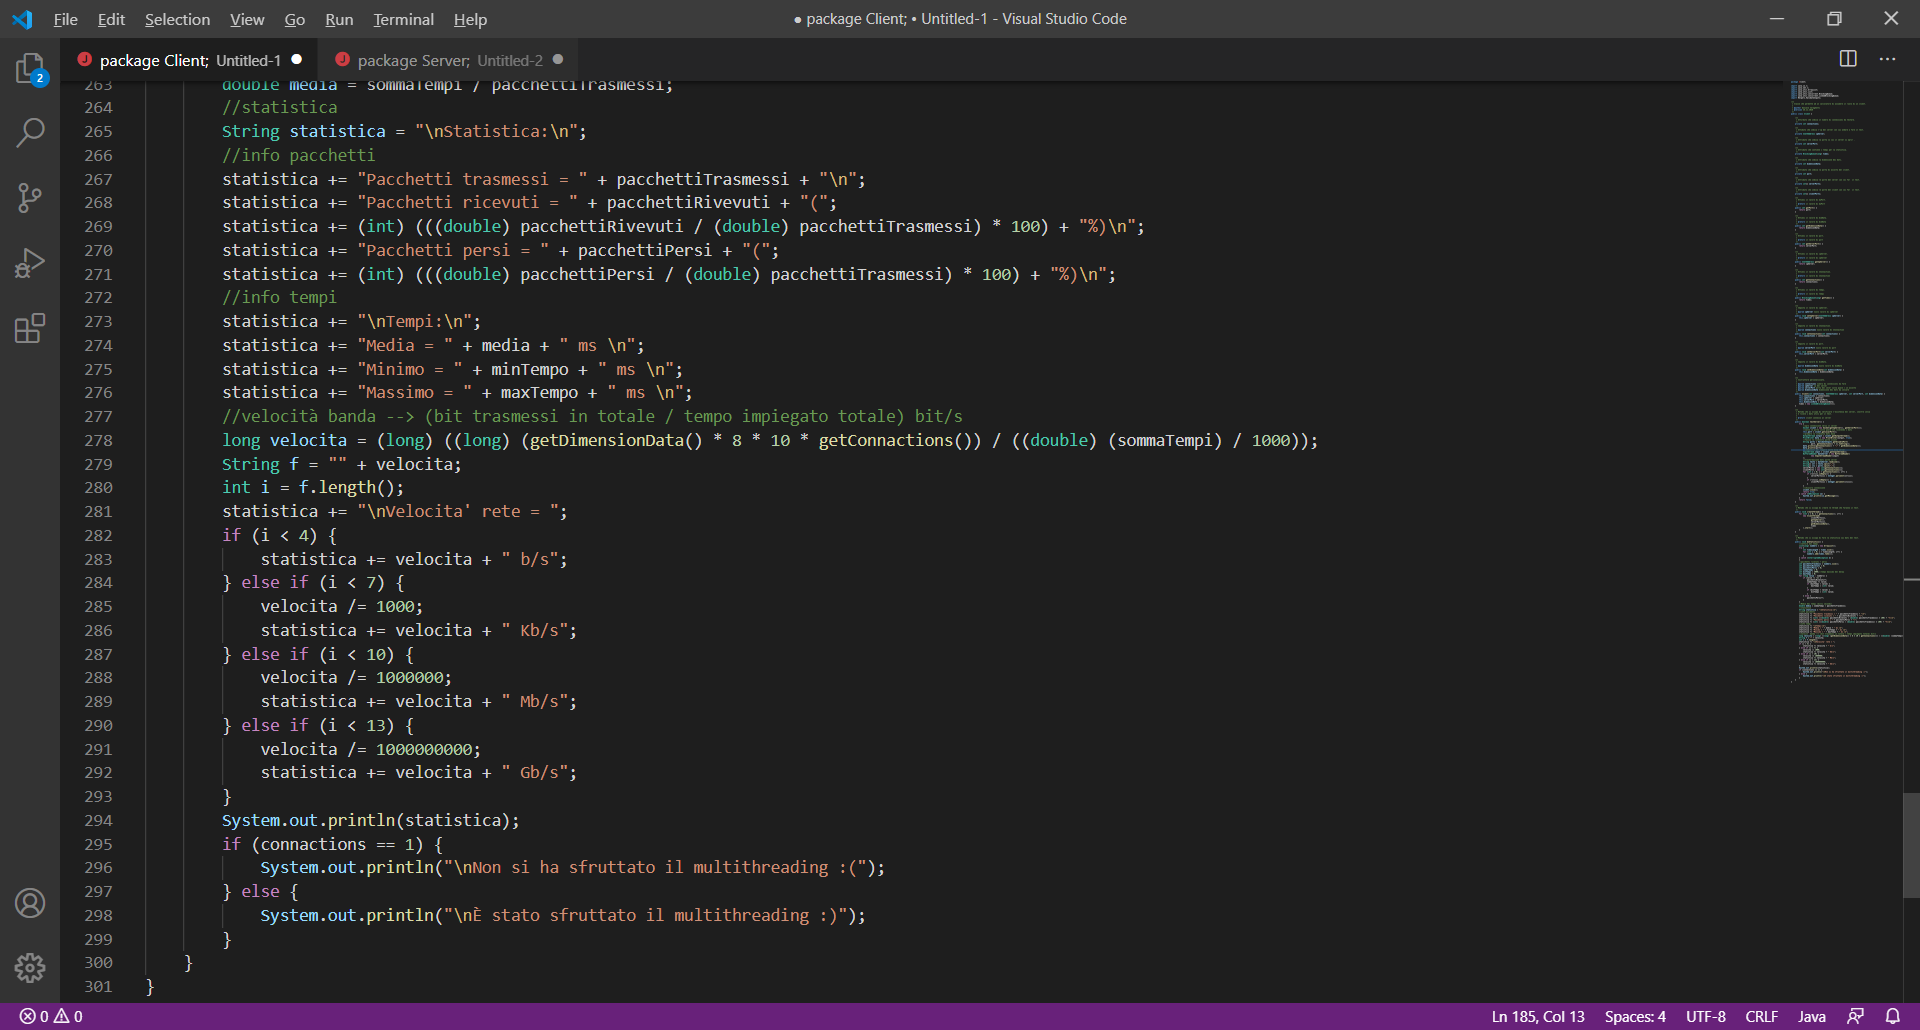 File Edit Selection View Go Run Terminal Help
● package Client; • Untitled-1 - Visual Studio Code
package Client; Untitled-1 ●
package Server; Untitled-2 ●
2
263 double media = sommaTempi / pacchettiTrasmessi;
264 //statistica
265 String statistica = "\nStatistica:\n";
266 //info pacchetti
267 statistica += "Pacchetti trasmessi = " + pacchettiTrasmessi + "\n";
268 statistica += "Pacchetti ricevuti = " + pacchettiRivevuti + "(";
269 statistica += (int) (((double) pacchettiRivevuti / (double) pacchettiTrasmessi) * 100) + "%)\n";
270 statistica += "Pacchetti persi = " + pacchettiPersi + "(";
271 statistica += (int) (((double) pacchettiPersi / (double) pacchettiTrasmessi) * 100) + "%)\n";
272 //info tempi
273 statistica += "\nTempi:\n";
274 statistica += "Media = " + media + " ms \n";
275 statistica += "Minimo = " + minTempo + " ms \n";
276 statistica += "Massimo = " + maxTempo + " ms \n";
277 //velocità banda --> (bit trasmessi in totale / tempo impiegato totale) bit/s
278 long velocita = (long) ((long) (getDimensionData() * 8 * 10 * getConnactions()) / ((double) (sommaTempi) / 1000));
279 String f = "" + velocita;
280 int i = f.length();
281 statistica += "\nVelocita' rete = ";
282 if (i < 4) {
283 statistica += velocita + " b/s";
284 } else if (i < 7) {
285 velocita /= 1000;
286 statistica += velocita + " Kb/s";
287 } else if (i < 10) {
288 velocita /= 1000000;
289 statistica += velocita + " Mb/s";
290 } else if (i < 13) {
291 velocita /= 1000000000;
292 statistica += velocita + " Gb/s";
293 }
294 System.out.println(statistica);
295 if (connactions == 1) {
296 System.out.println("\nNon si ha sfruttato il multithreading :(");
297 } else {
298 System.out.println("\nÈ stato sfruttato il multithreading :)");
299 }
300 }
301 }
0 0
Ln 185, Col 13 Spaces: 4 UTF-8 CRLF Java